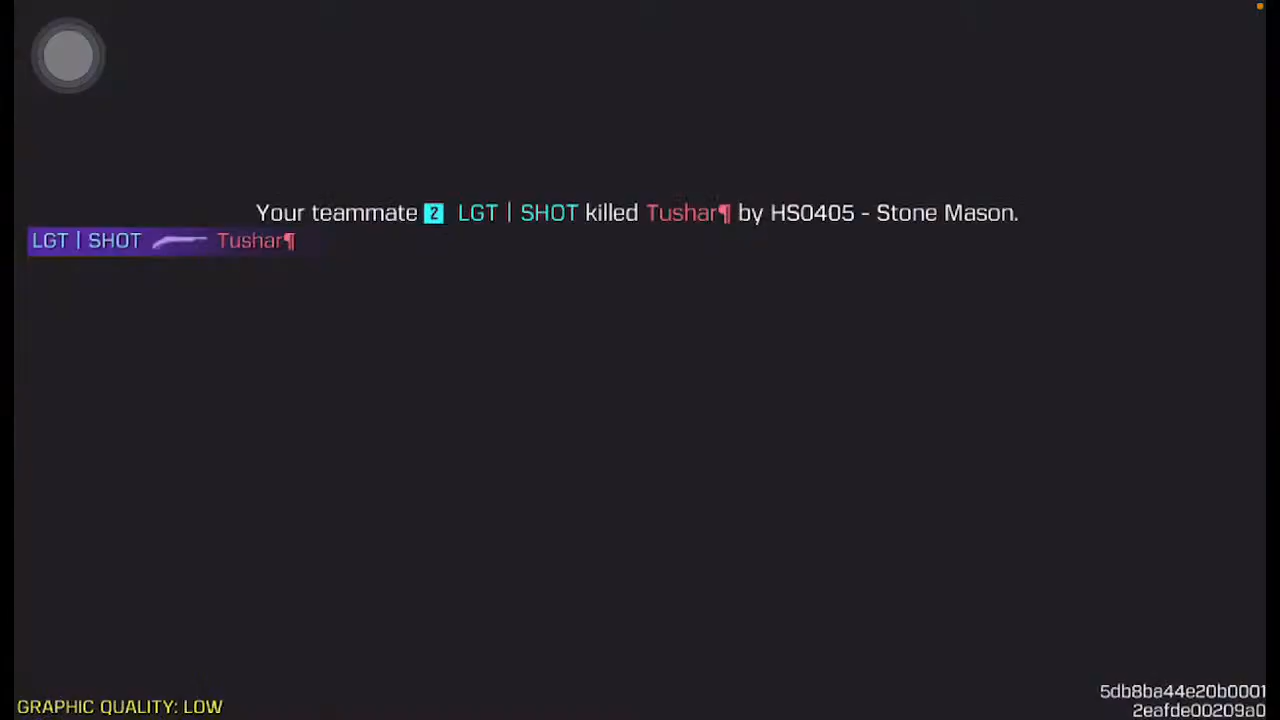 Your teammate 2 LGT | SHOT killed Tushar¶ by HS0405 - Stone Mason.
LGT | SHOT Tushar¶
GRAPHIC QUALITY: LOW
5db8ba44e20b0001
2eafde00209a0